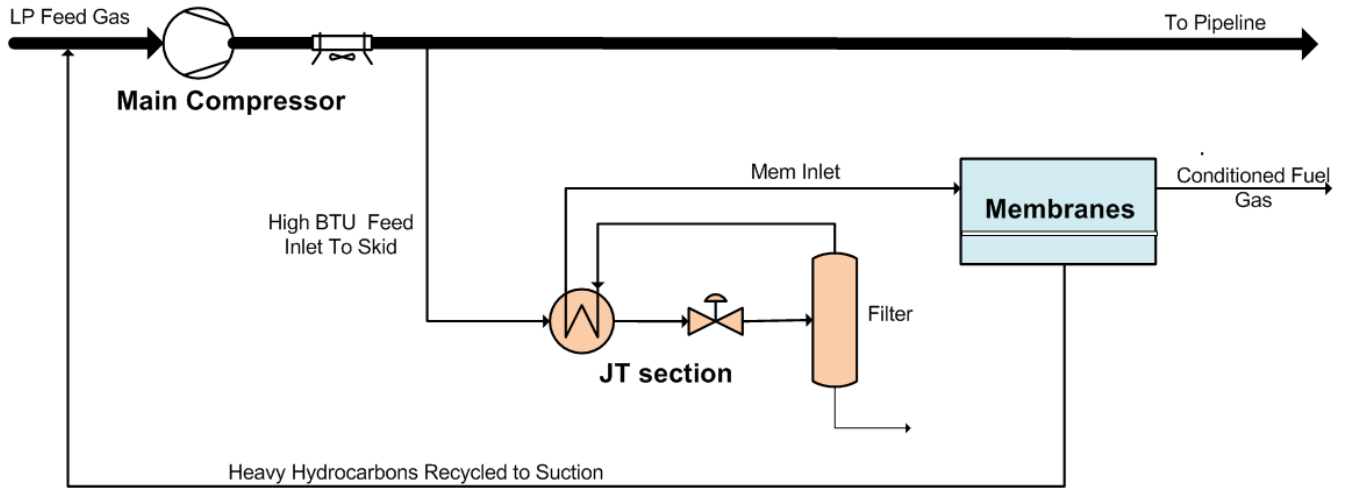 LP Feed Gas
To Pipeline
Main Compressor
Mem Inlet
Conditioned Fuel
Gas
Membranes
High BTU Feed
Inlet To Skid
Filter
JT section
Heavy Hydrocarbons Recycled to Suction